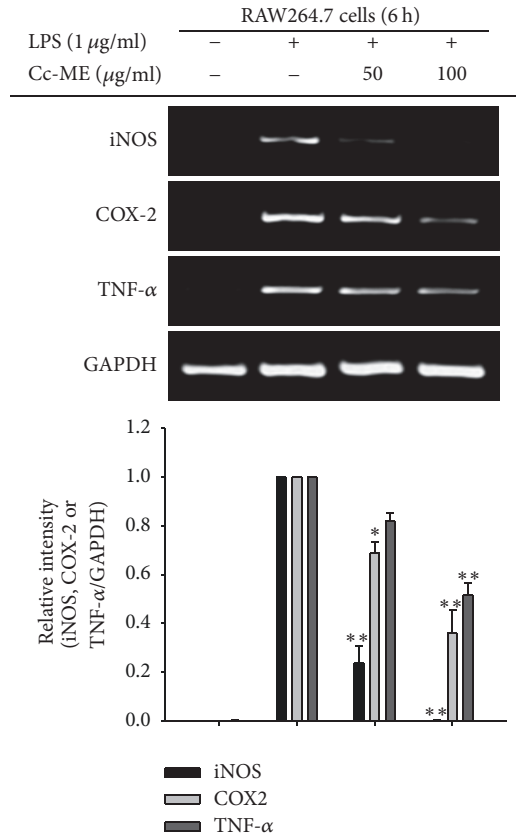 RAW264.7 cells (6 h)
LPS (1 μg/ml) – + + +
Cc-ME (μg/ml) – – 50 100
iNOS
COX-2
TNF-α
GAPDH
Relative intensity
(iNOS, COX-2 or
TNF-α/GAPDH)
1.2
1.0
0.8
0.6
0.4
0.2
0.0
** * ** ** **
iNOS
COX2
TNF-α